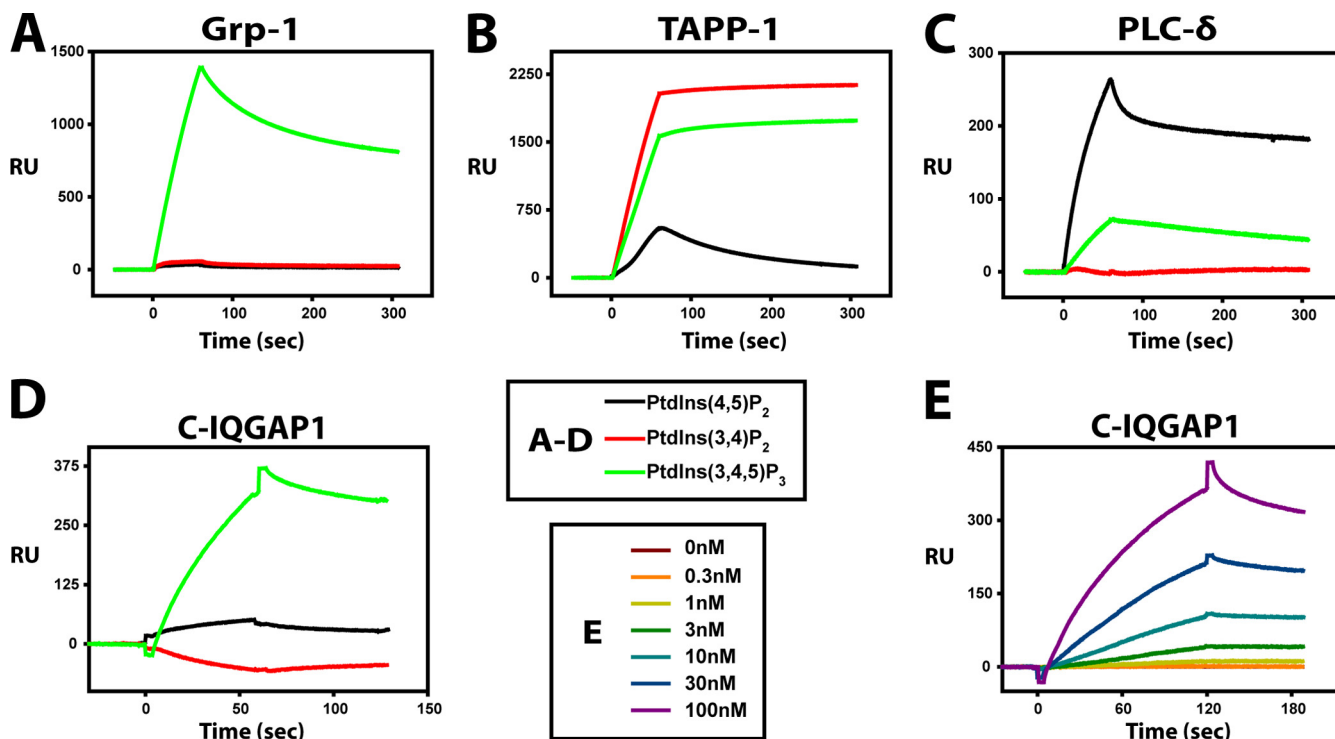 A
Grp-1
1500
1000
500
0
RU
0 100 200 300
Time (sec)
B
TAPP-1
2250
1500
750
0
RU
0 100 200 300
Time (sec)
C
PLC-δ
300
200
100
0
RU
0 100 200 300
Time (sec)
D
C-IQGAP1
375
250
125
0
RU
0 50 100 150
Time (sec)
A-D
PtdIns(4,5)P₂
PtdIns(3,4)P₂
PtdIns(3,4,5)P₃
E
0nM
0.3nM
1nM
3nM
10nM
30nM
100nM
E
C-IQGAP1
450
300
150
0
RU
0 60 120 180
Time (sec)